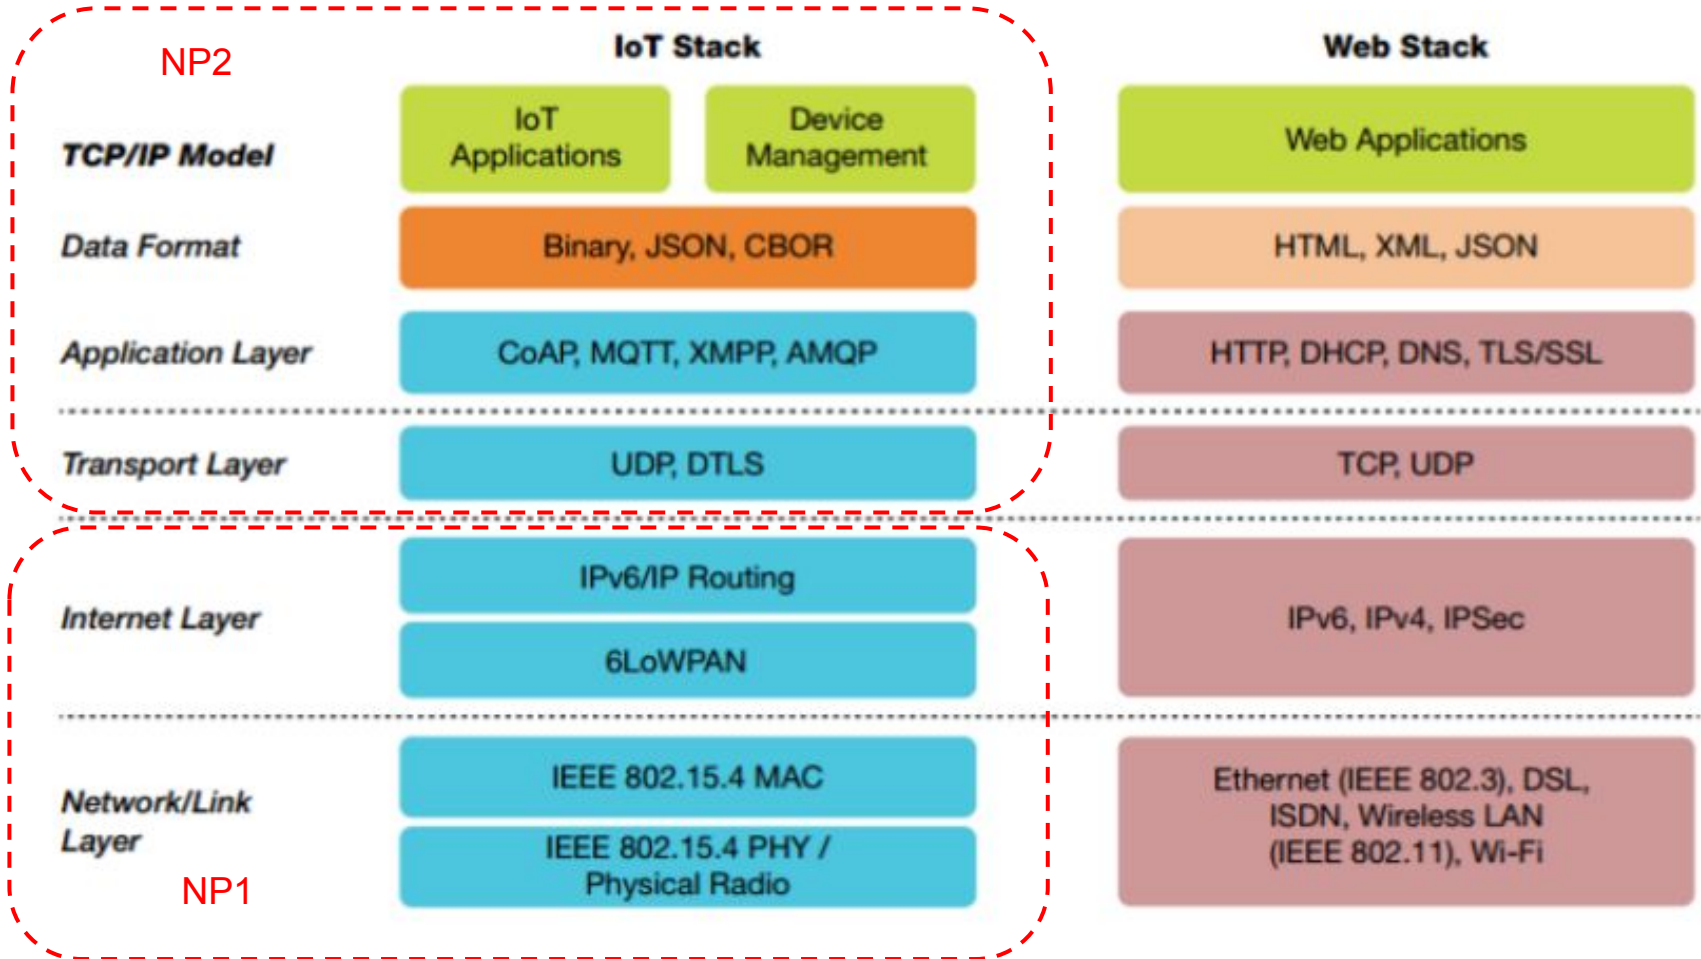 NP2
IoT Stack
Web Stack
TCP/IP Model
IoT
Applications
Device
Management
Web Applications
Data Format
Binary, JSON, CBOR
HTML, XML, JSON
Application Layer
CoAP, MQTT, XMPP, AMQP
HTTP, DHCP, DNS, TLS/SSL
Transport Layer
UDP, DTLS
TCP, UDP
Internet Layer
IPv6/IP Routing
6LoWPAN
IPv6, IPv4, IPSec
Network/Link
Layer
IEEE 802.15.4 MAC
IEEE 802.15.4 PHY /
Physical Radio
Ethernet (IEEE 802.3), DSL,
ISDN, Wireless LAN
(IEEE 802.11), Wi-Fi
NP1